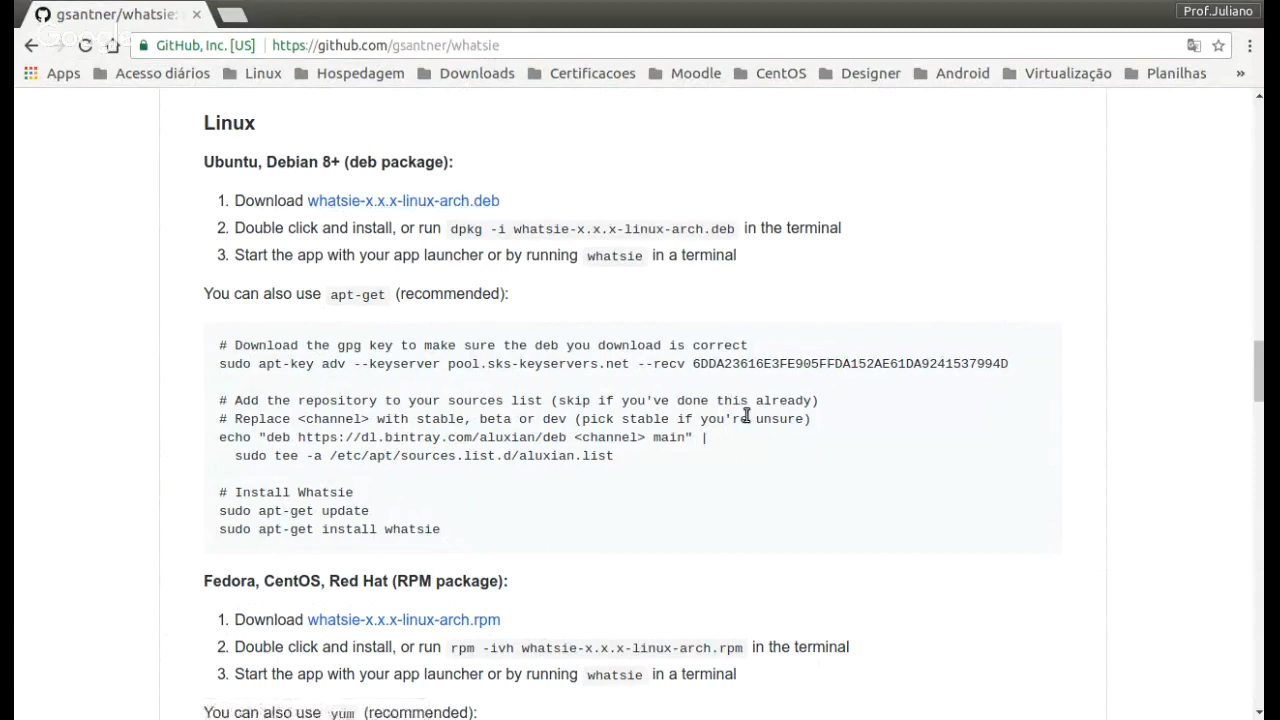 gsantner/whatsie:
Prof.Juliano
GitHub, Inc. [US] https://github.com/gsantner/whatsie
Apps Acesso diários Linux Hospedagem Downloads Certificacoes Moodle CentOS Designer Android Virtualização Planilhas »
Linux
Ubuntu, Debian 8+ (deb package):
1. Download whatsie-x.x.x-linux-arch.deb
2. Double click and install, or run dpkg -i whatsie-x.x.x-linux-arch.deb in the terminal
3. Start the app with your app launcher or by running whatsie in a terminal
You can also use apt-get (recommended):
# Download the gpg key to make sure the deb you download is correct
sudo apt-key adv --keyserver pool.sks-keyservers.net --recv 6DDA23616E3FE905FFDA152AE61DA9241537994D
# Add the repository to your sources list (skip if you've done this already)
# Replace <channel> with stable, beta or dev (pick stable if you're unsure)
echo "deb https://dl.bintray.com/aluxian/deb <channel> main" |
sudo tee -a /etc/apt/sources.list.d/aluxian.list
# Install Whatsie
sudo apt-get update
sudo apt-get install whatsie
Fedora, CentOS, Red Hat (RPM package):
1. Download whatsie-x.x.x-linux-arch.rpm
2. Double click and install, or run rpm -ivh whatsie-x.x.x-linux-arch.rpm in the terminal
3. Start the app with your app launcher or by running whatsie in a terminal
You can also use yum (recommended):